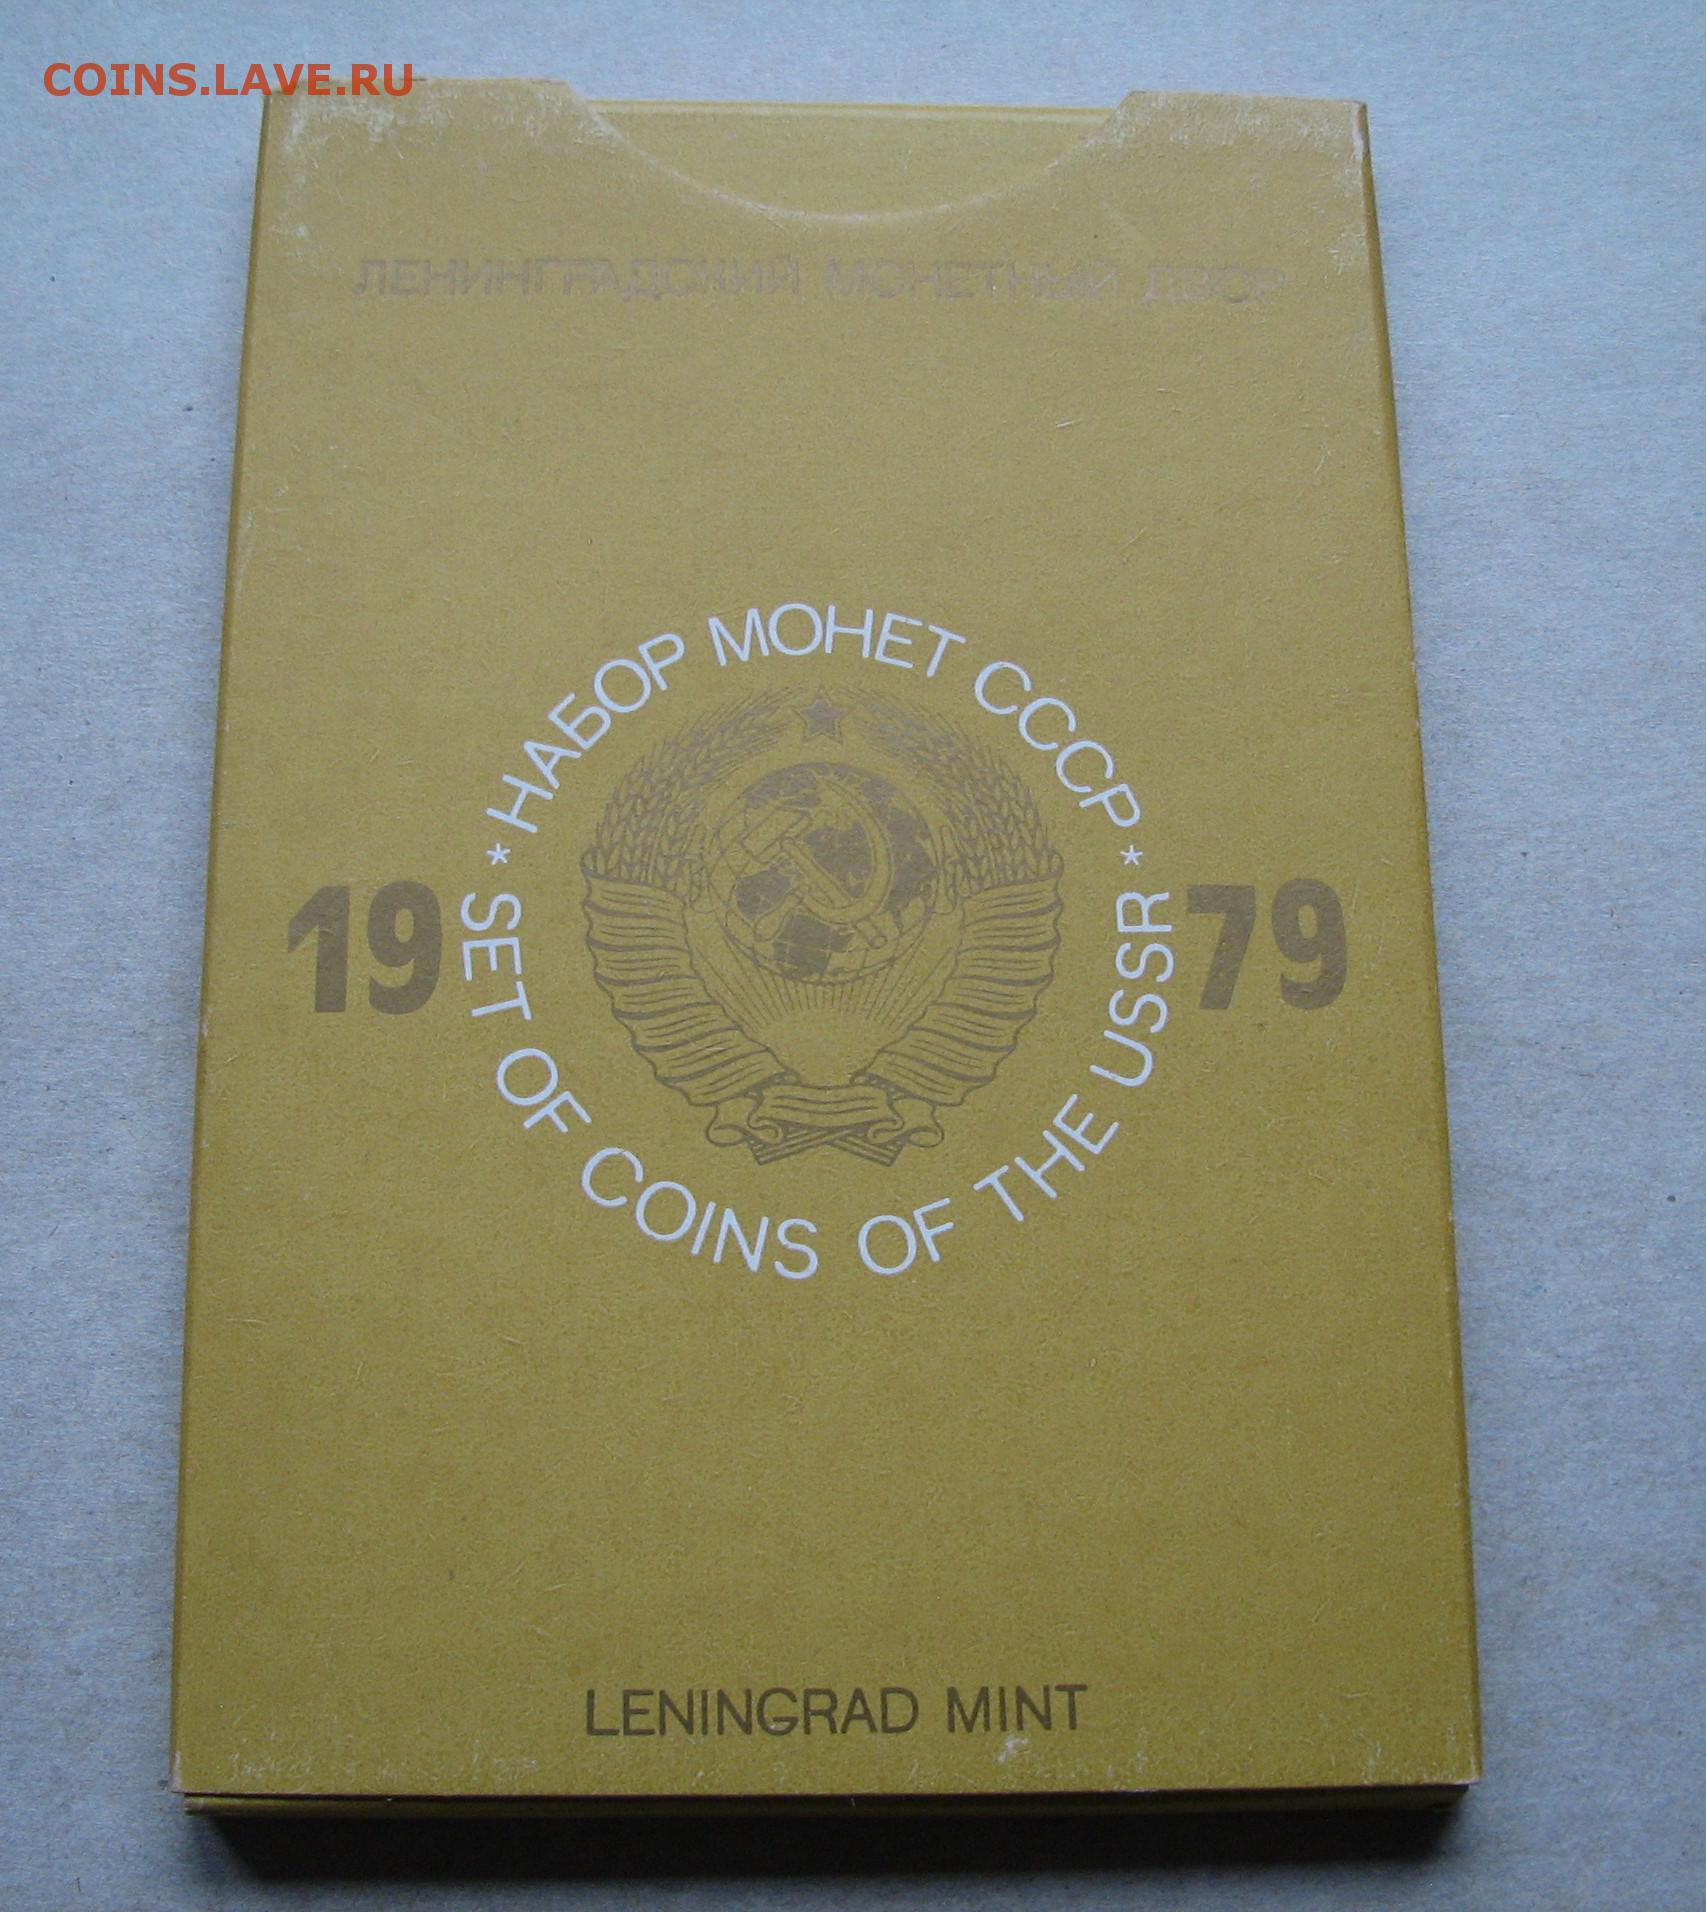 COINS.LAVE.RU
ЛЕНИНГРАДСКИЙ МОНЕТНЫЙ ДВОР
* НАБОР МОНЕТ СССР *
19 79
SET OF COINS OF THE USSR
LENINGRAD MINT